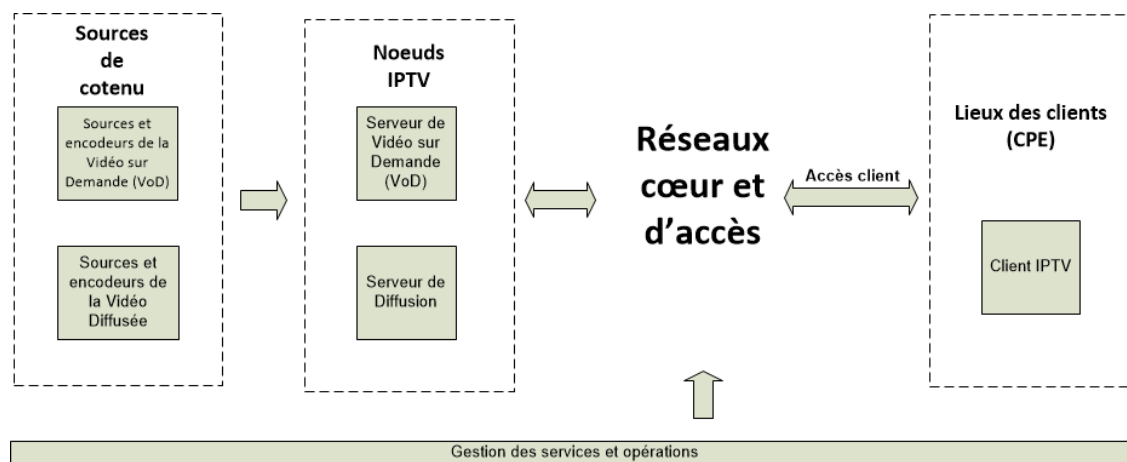 Sources
de
cotenu
Sources et
encodeurs de la
Vidéo sur
Demande (VoD)
Sources et
encodeurs de
la Vidéo
Diffusée
Noeuds
IPTV
Serveur de
Vidéo sur
Demande
(VoD)
Serveur de
Diffusion
Réseaux
cœur et
d’accès
Accès client
Lieux des clients
(CPE)
Client IPTV
Gestion des services et opérations